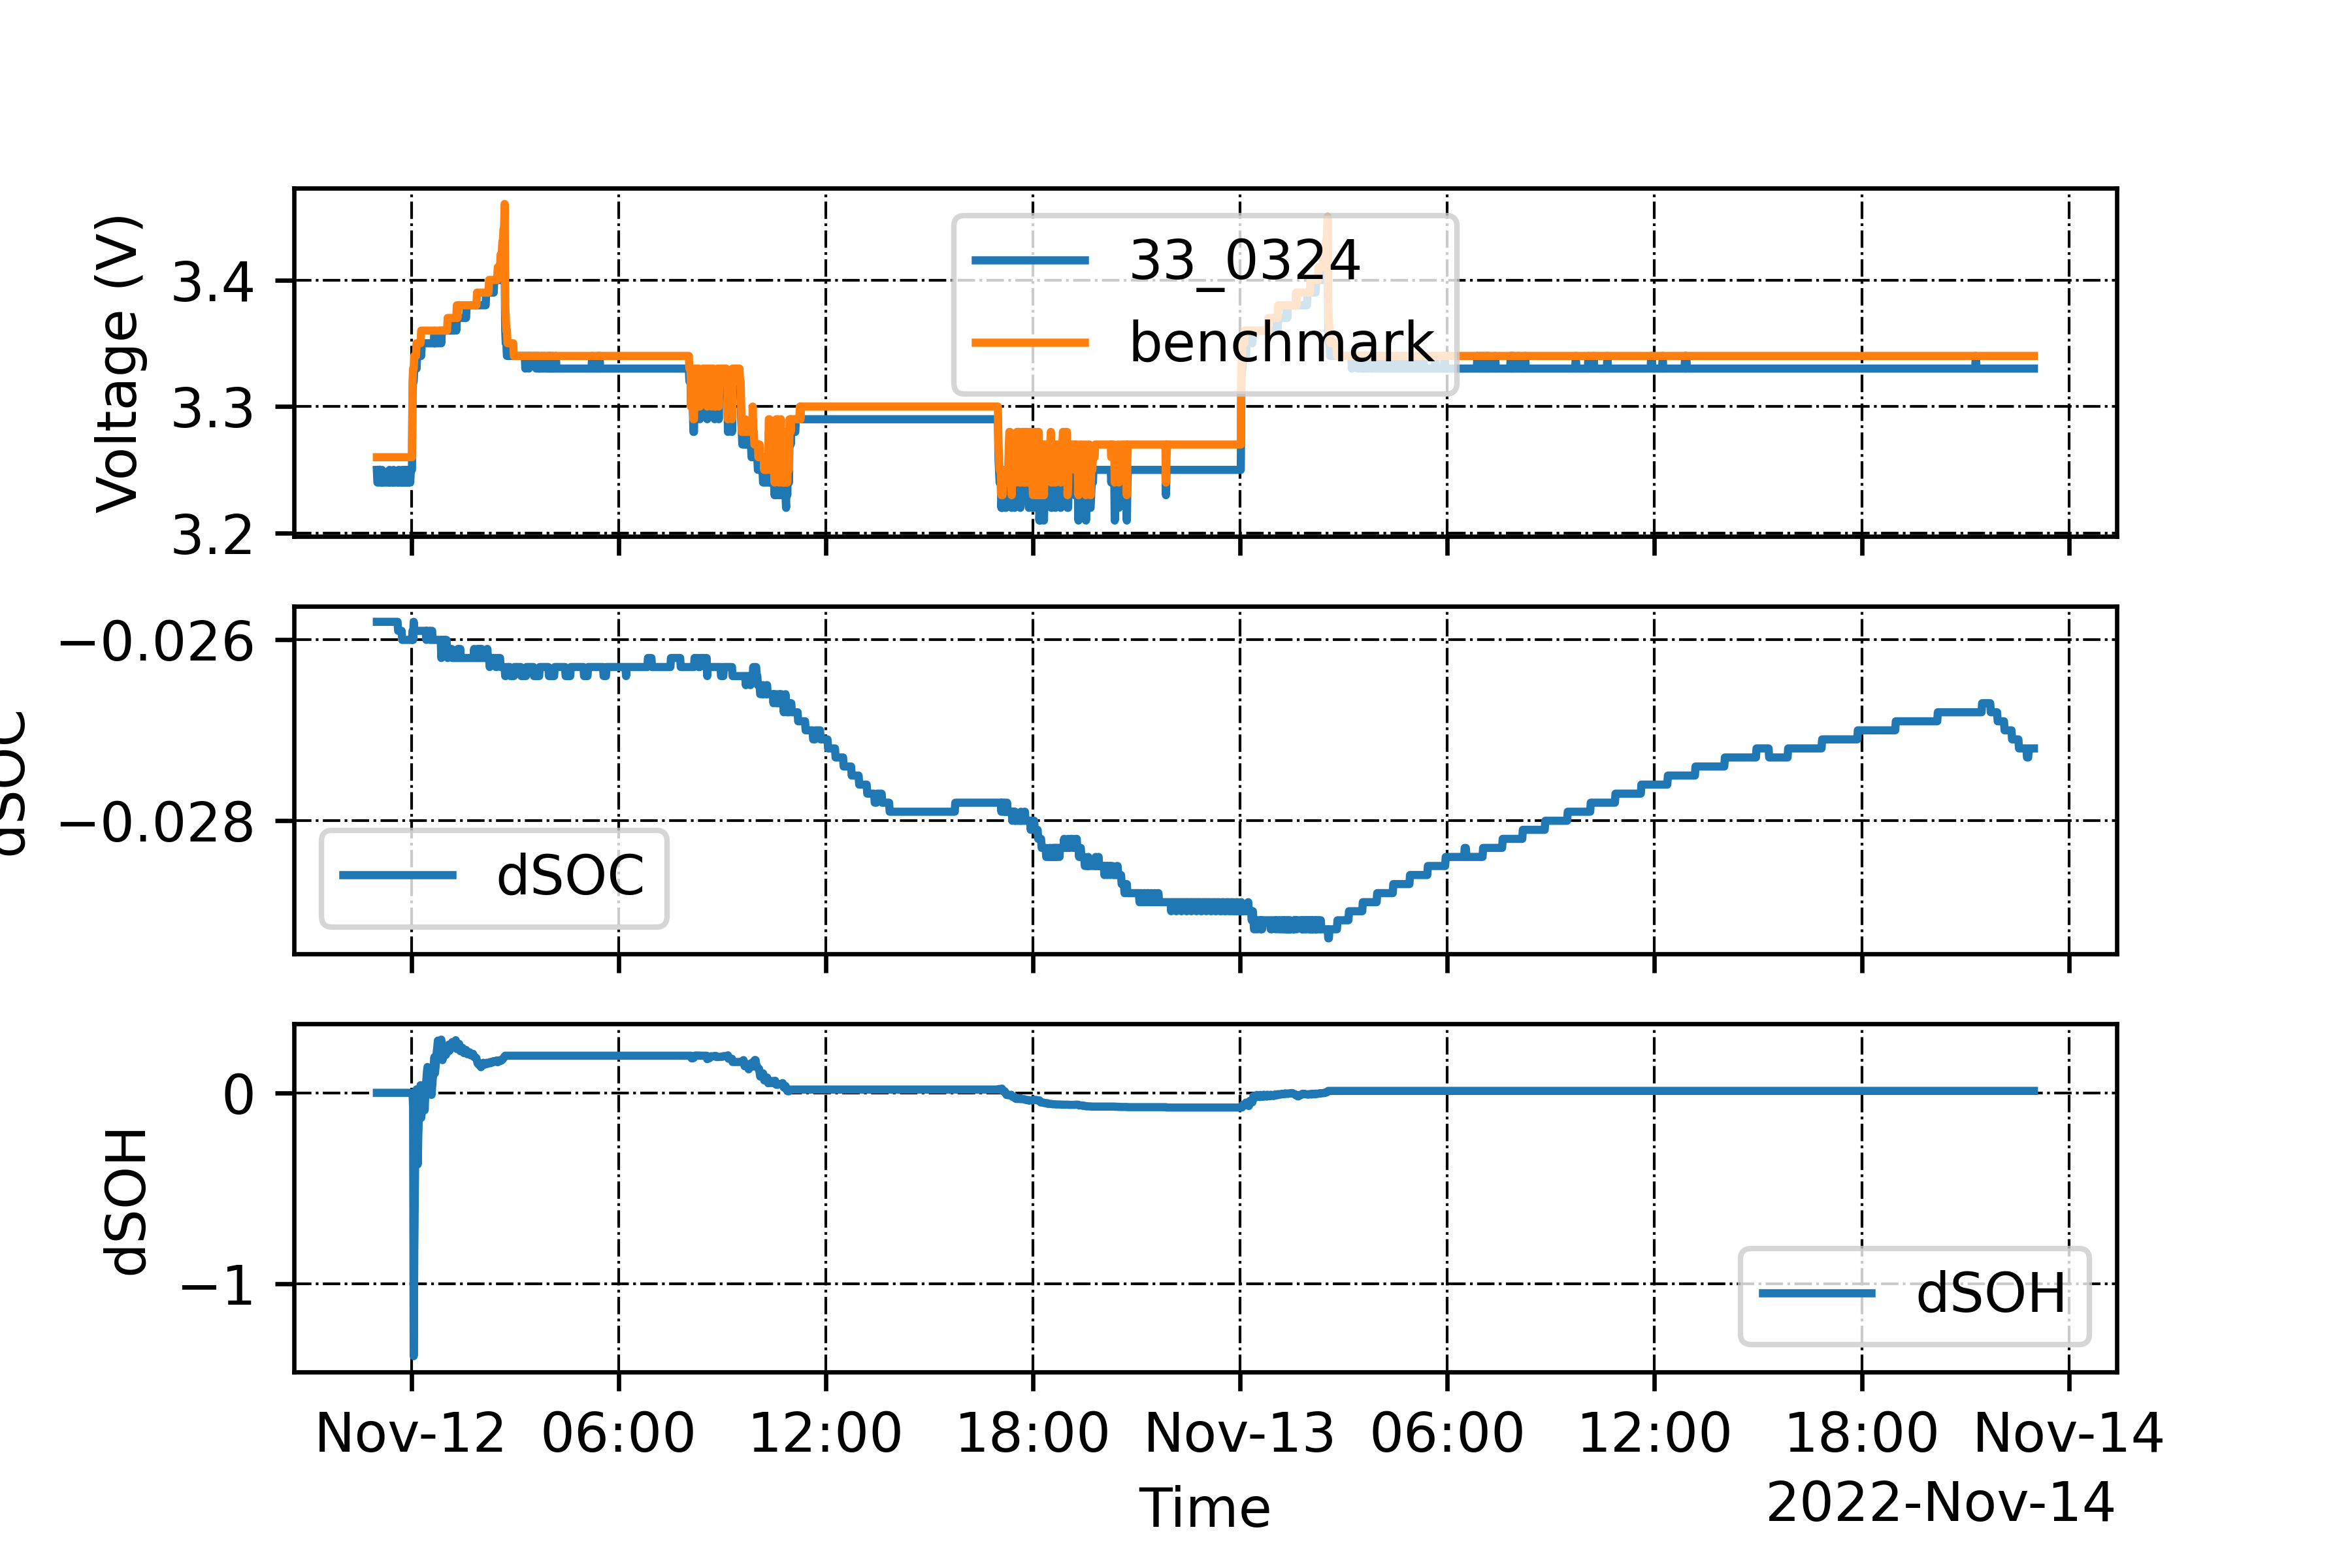 Voltage (V)
3.4
3.3
3.2
33_0324
benchmark
dSOC
−0.026
−0.028
dSOC
dSOH
0
−1
dSOH
Nov-12 06:00 12:00 18:00 Nov-13 06:00 12:00 18:00 Nov-14
Time
2022-Nov-14